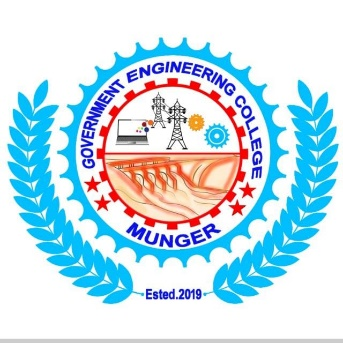 GOVERNMENT ENGINEERING COLLEGE
MUNGER
Ested.2019